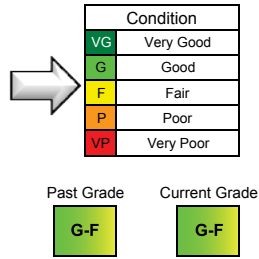 Condition
VG Very Good
G Good
F Fair
P Poor
VP Very Poor
Past Grade Current Grade
G-F G-F